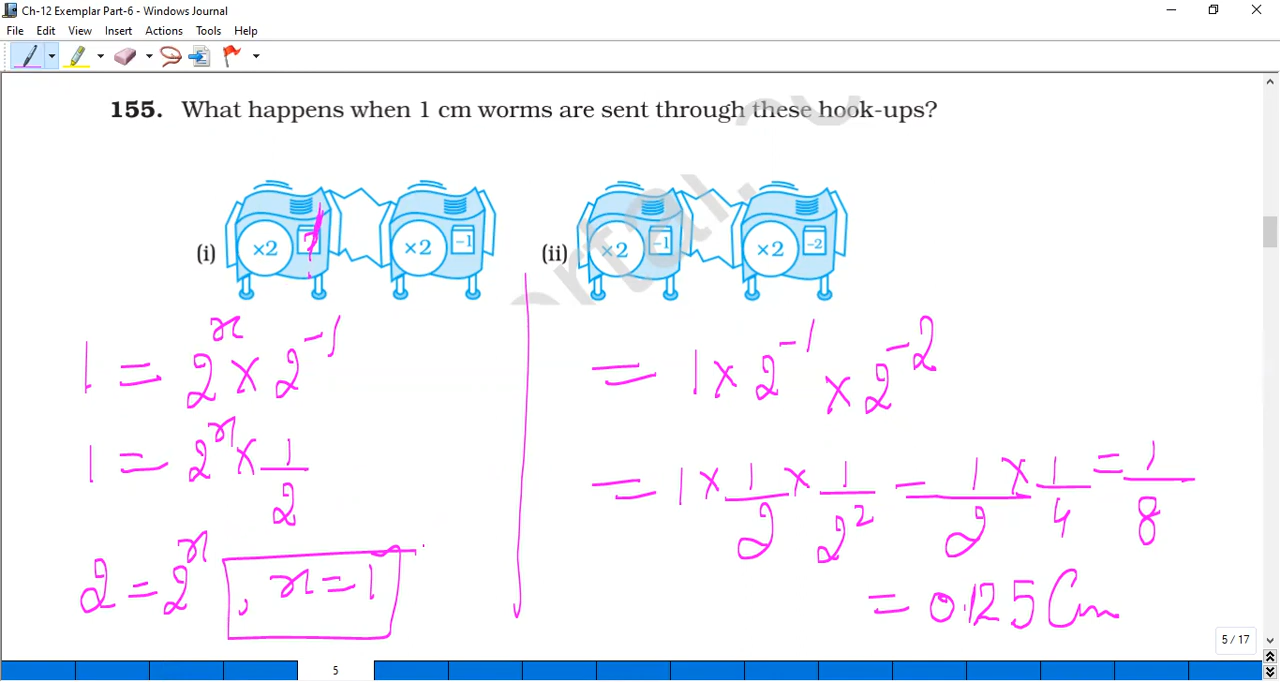 Ch-12 Exemplar Part-6 - Windows Journal
File Edit View Insert Actions Tools Help
155. What happens when 1 cm worms are sent through these hook-ups?
(i) ×2 ×2 -1 (ii) ×2 -1 ×2 -2
1 = 2^x × 2^-1
= 1 × 2^-1 × 2^-2
1 = 2^x × 1/2
= 1 × 1/2 × 1/2^2 = 1/2 × 1/4 = 1/8
2 = 2^x , x = 1
= 0.125 Cm
5 / 17
5